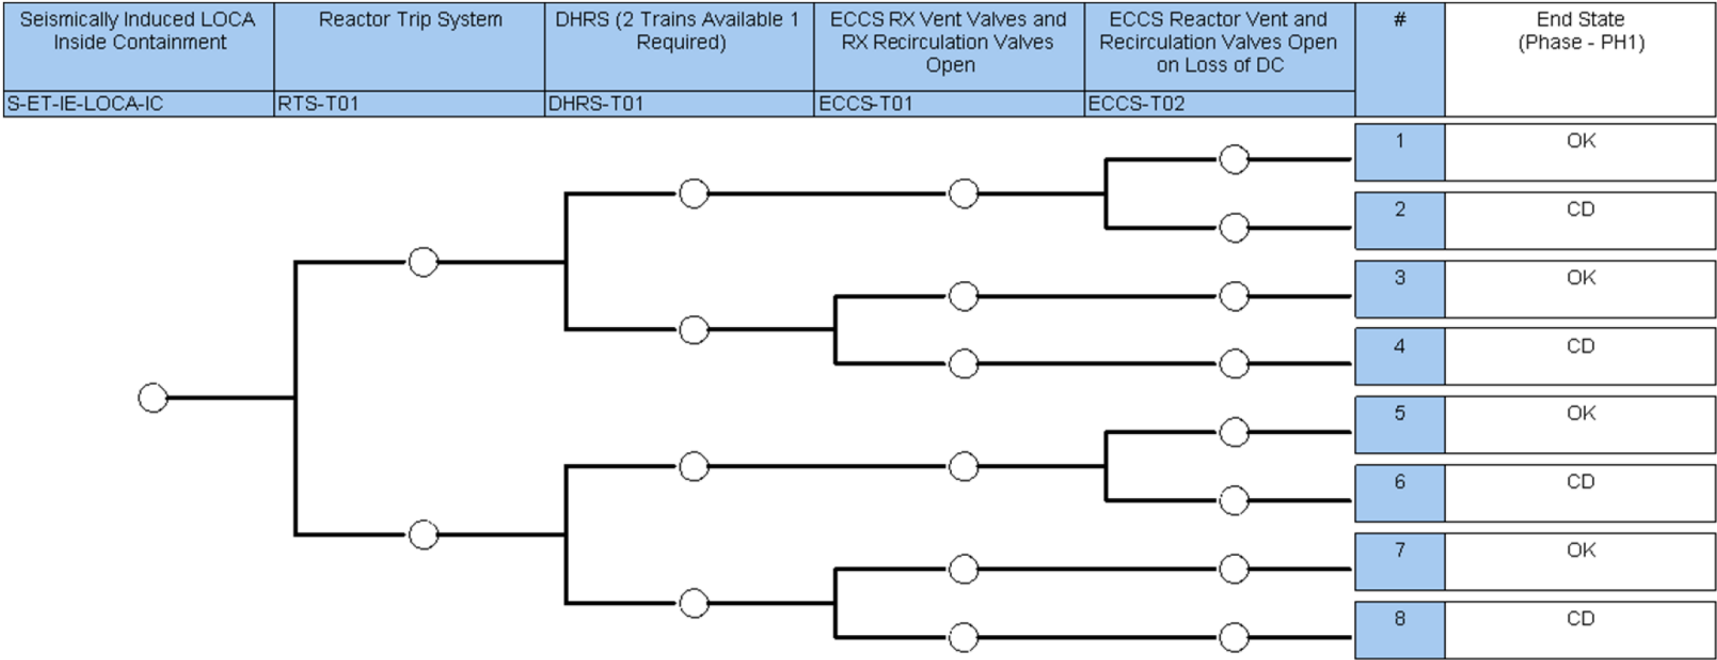 Seismically Induced LOCA
Inside Containment
Reactor Trip System
DHRS (2 Trains Available 1
Required)
ECCS RX Vent Valves and
RX Recirculation Valves
Open
ECCS Reactor Vent and
Recirculation Valves Open
on Loss of DC
#
End State
(Phase - PH1)
S-ET-IE-LOCA-IC
RTS-T01
DHRS-T01
ECCS-T01
ECCS-T02
1
OK
2
CD
3
OK
4
CD
5
OK
6
CD
7
OK
8
CD